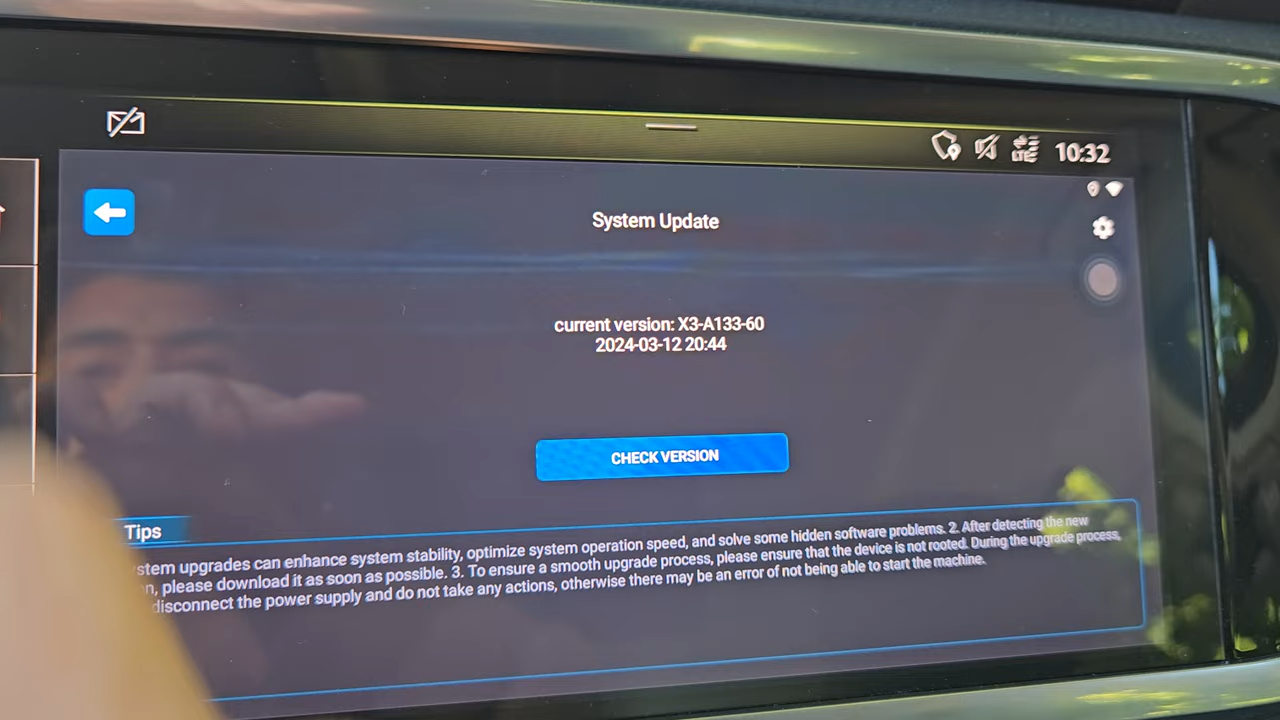 LTE 10:32
System Update
current version: X3-A133-60
2024-03-12 20:44
CHECK VERSION
Tips
stem upgrades can enhance system stability, optimize system operation speed, and solve some hidden software problems. 2. After detecting the new
n, please download it as soon as possible. 3. To ensure a smooth upgrade process, please ensure that the device is not rooted. During the upgrade process,
disconnect the power supply and do not take any actions, otherwise there may be an error of not being able to start the machine.